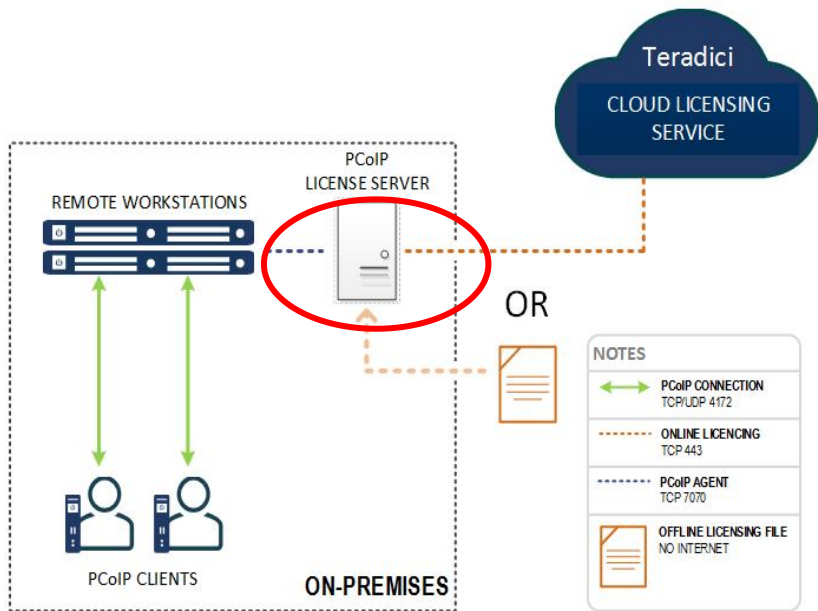 Teradici
CLOUD LICENSING
SERVICE
PCoIP
LICENSE SERVER
REMOTE WORKSTATIONS
OR
PCoIP CLIENTS
ON-PREMISES
NOTES
PCoIP CONNECTION
TCP/UDP 4172
ONLINE LICENCING
TCP 443
PCoIP AGENT
TCP 7070
OFFLINE LICENSING FILE
NO INTERNET